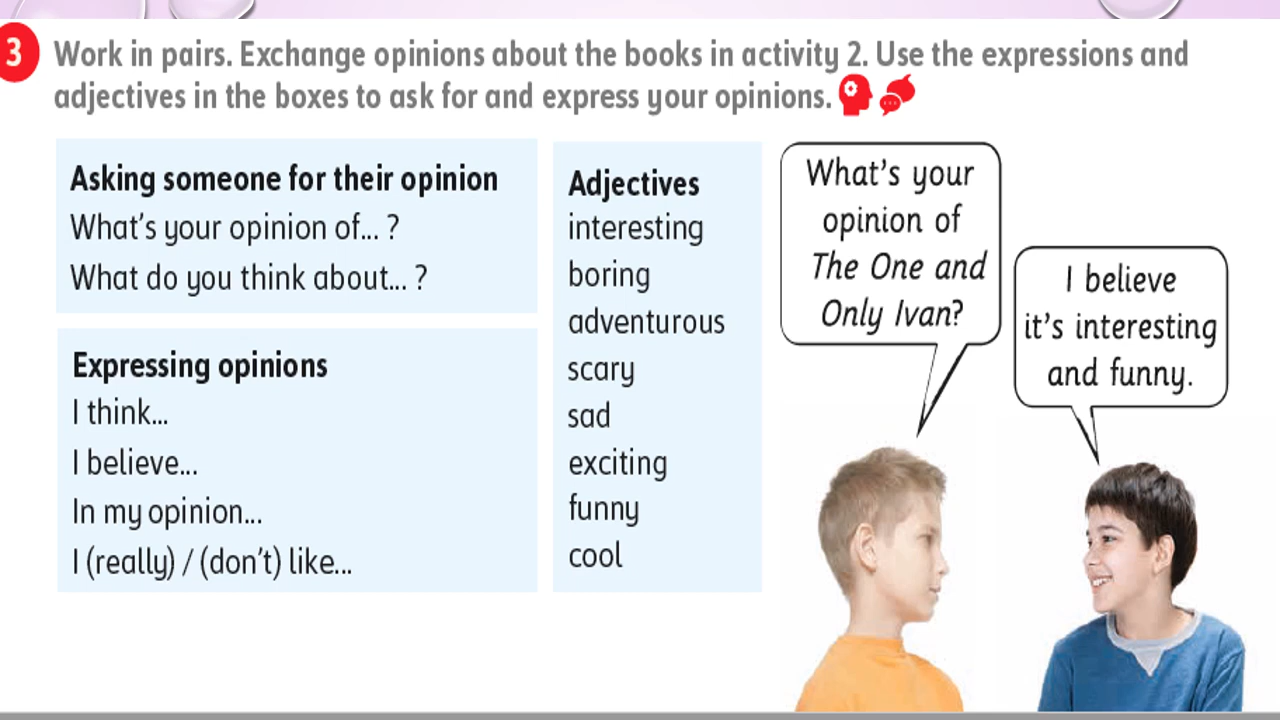 3 Work in pairs. Exchange opinions about the books in activity 2. Use the expressions and
adjectives in the boxes to ask for and express your opinions.
Asking someone for their opinion
What's your opinion of... ?
What do you think about... ?
Expressing opinions
I think...
I believe...
In my opinion...
I (really) / (don't) like...
Adjectives
interesting
boring
adventurous
scary
sad
exciting
funny
cool
What's your
opinion of
The One and
Only Ivan?
I believe
it's interesting
and funny.